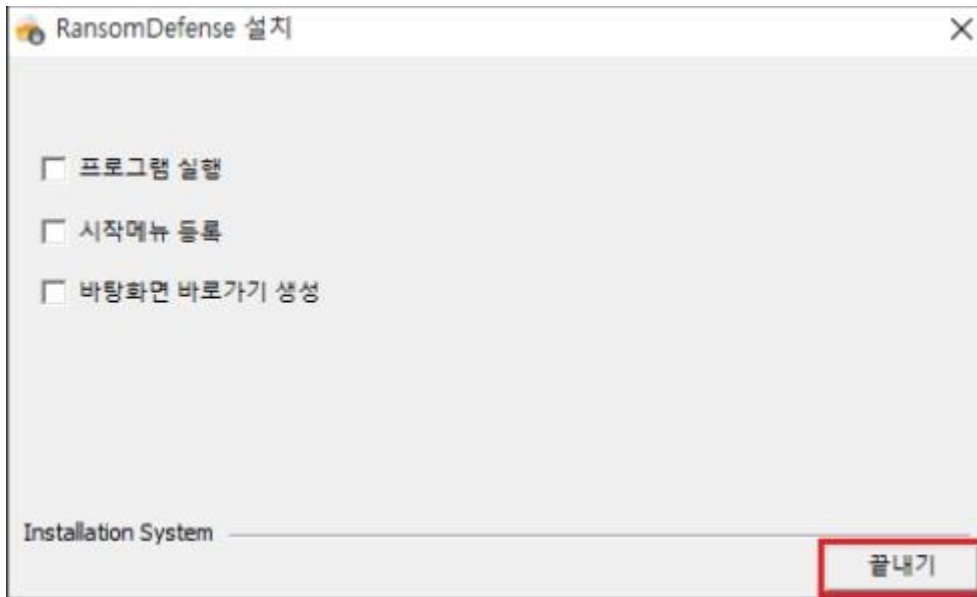 RansomDefense 설치
프로그램 실행
시작메뉴 등록
바탕화면 바로가기 생성
Installation System
끝내기